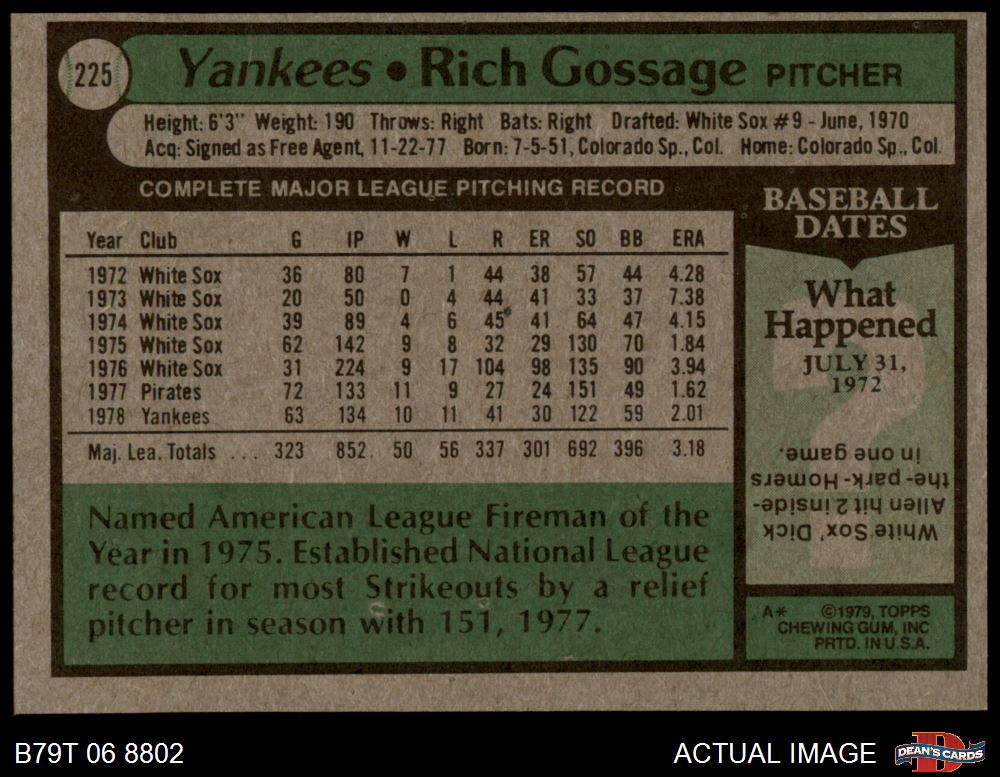 225
Yankees • Rich Gossage PITCHER
Height: 6'3" Weight: 190 Throws: Right Bats: Right Drafted: White Sox #9 - June, 1970
Acq: Signed as Free Agent, 11-22-77 Born: 7-5-51, Colorado Sp., Col. Home: Colorado Sp., Col.
COMPLETE MAJOR LEAGUE PITCHING RECORD
Year Club G IP W L R ER SO BB ERA
1972 White Sox 36 80 7 1 44 38 57 44 4.28
1973 White Sox 20 50 0 4 44 41 33 37 7.38
1974 White Sox 39 89 4 6 45 41 64 47 4.15
1975 White Sox 62 142 9 8 32 29 130 70 1.84
1976 White Sox 31 224 9 17 104 98 135 90 3.94
1977 Pirates 72 133 11 9 27 24 151 49 1.62
1978 Yankees 63 134 10 11 41 30 122 59 2.01
Maj. Lea. Totals ... 323 852 50 56 337 301 692 396 3.18
Named American League Fireman of the
Year in 1975. Established National League
record for most Strikeouts by a relief
pitcher in season with 151, 1977.
BASEBALL
DATES
What
Happened
JULY 31,
1972
?
White Sox' Dick
Allen hit 2 inside-
the-park-Homers
in one game.
A* ©1979, TOPPS
CHEWING GUM, INC
PRTD. IN U.S.A.
B79T 06 8802
ACTUAL IMAGE
DEAN'S CARDS